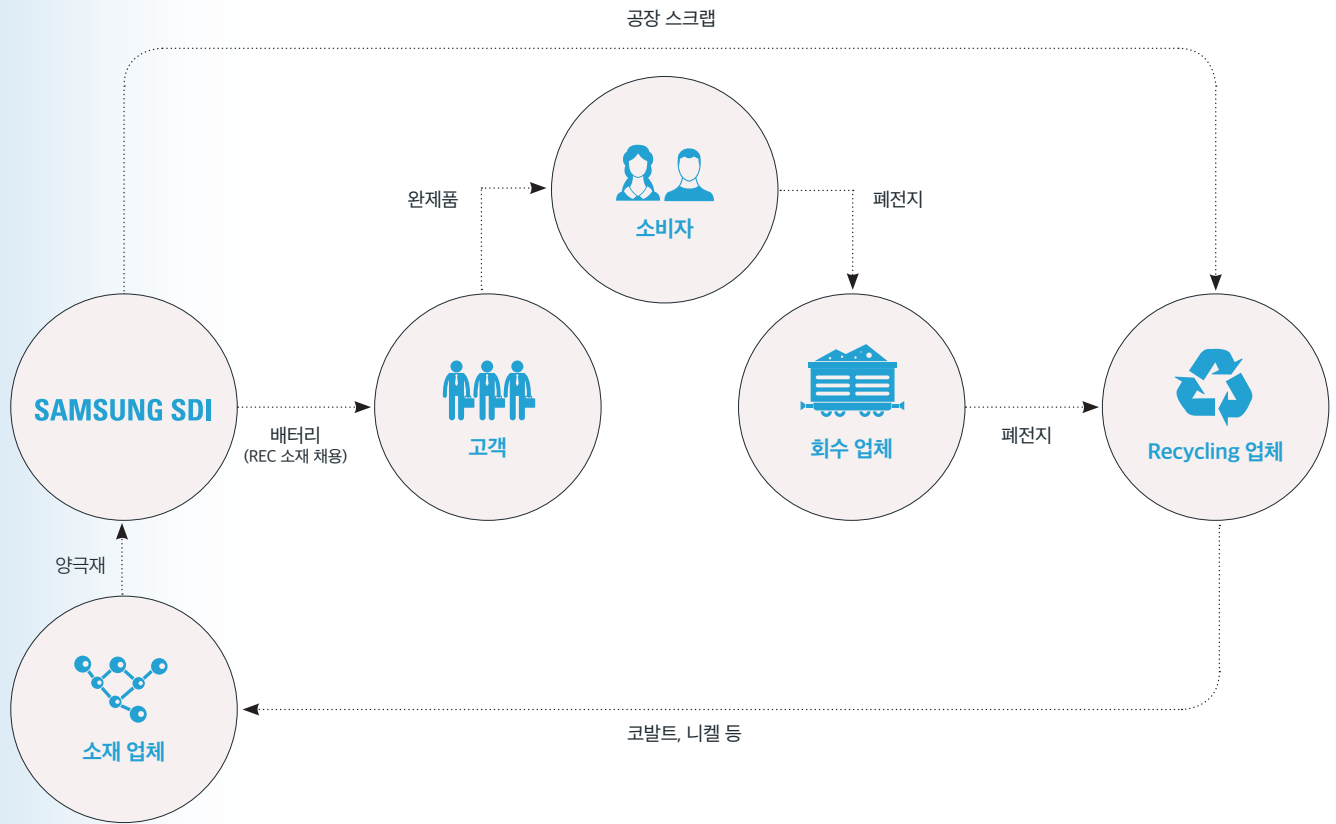 공장 스크랩
소비자
완제품
폐전지
SAMSUNG SDI
배터리
(REC 소재 채용)
고객
회수 업체
폐전지
Recycling 업체
양극재
소재 업체
코발트, 니켈 등